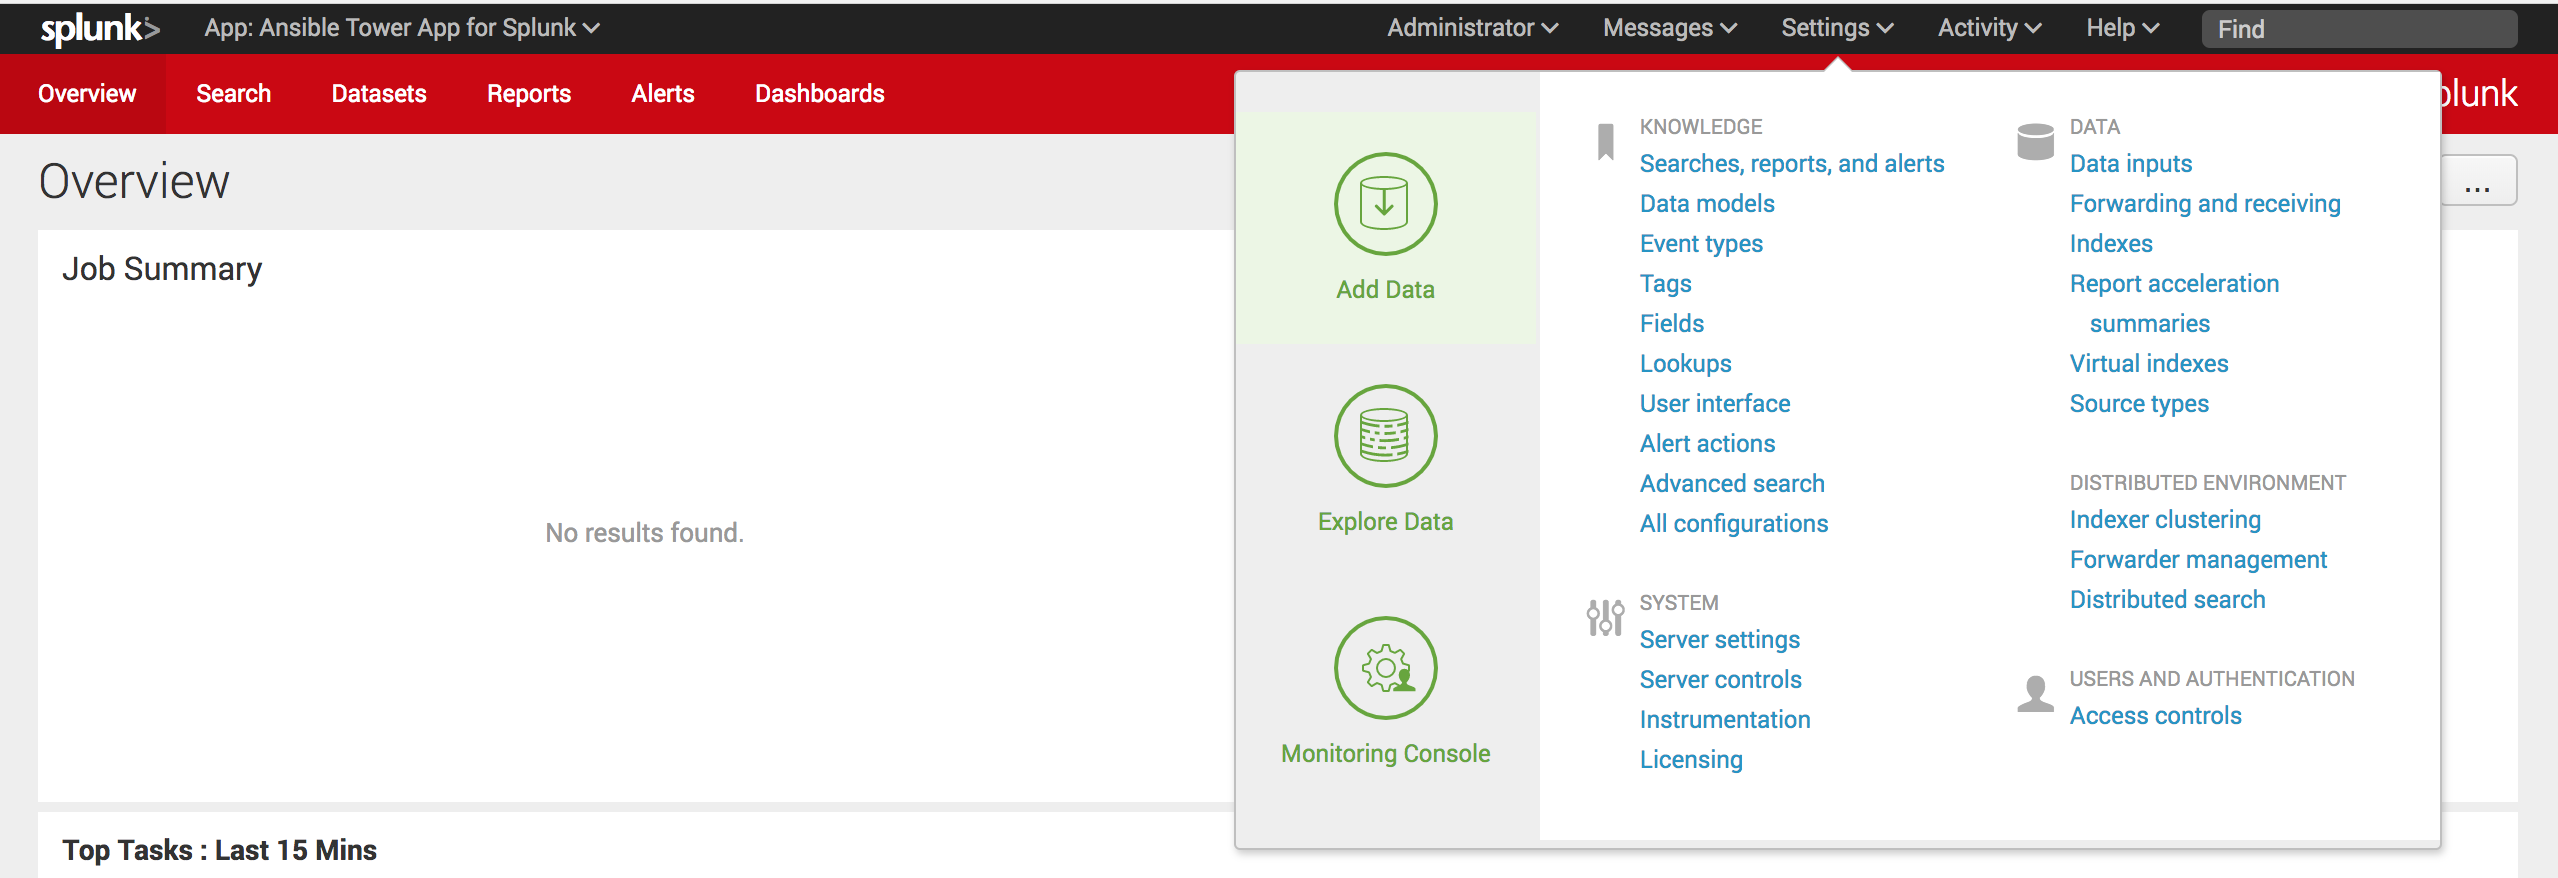 splunk>
App: Ansible Tower App for Splunk
Administrator
Messages
Settings
Activity
Help
Find
Overview
Search
Datasets
Reports
Alerts
Dashboards
plunk
Overview
...
Job Summary
No results found.
Top Tasks : Last 15 Mins
Add Data
Explore Data
Monitoring Console
KNOWLEDGE
Searches, reports, and alerts
Data models
Event types
Tags
Fields
Lookups
User interface
Alert actions
Advanced search
All configurations
SYSTEM
Server settings
Server controls
Instrumentation
Licensing
DATA
Data inputs
Forwarding and receiving
Indexes
Report acceleration
summaries
Virtual indexes
Source types
DISTRIBUTED ENVIRONMENT
Indexer clustering
Forwarder management
Distributed search
USERS AND AUTHENTICATION
Access controls